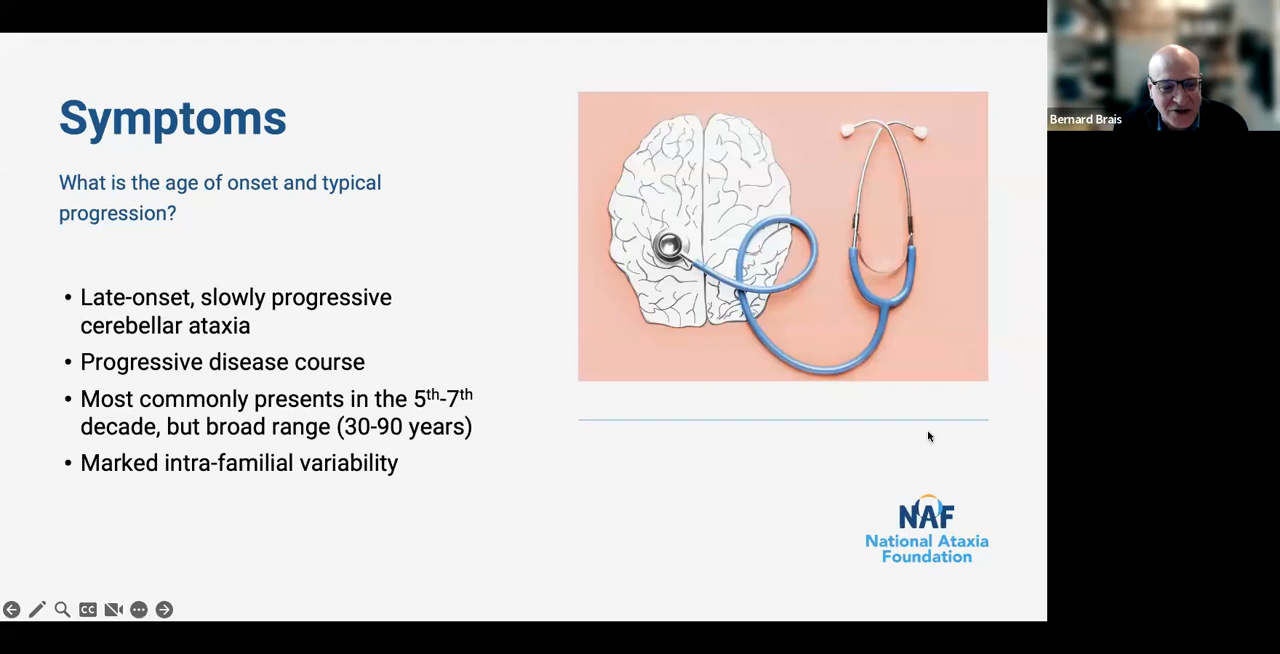 Symptoms
What is the age of onset and typical
progression?
• Late-onset, slowly progressive
cerebellar ataxia
• Progressive disease course
• Most commonly presents in the 5th-7th
decade, but broad range (30-90 years)
• Marked intra-familial variability
NAF
National Ataxia
Foundation
CC
Bernard Brais